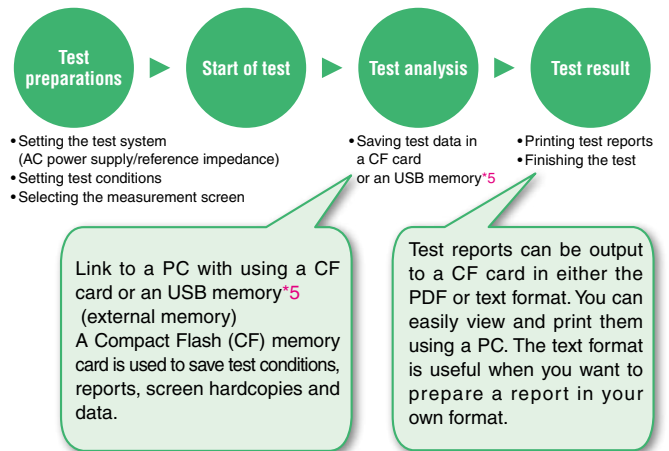 Test
preparations
Start of test
Test analysis
Test result
• Setting the test system
(AC power supply/reference impedance)
• Setting test conditions
• Selecting the measurement screen
• Saving test data in
a CF card
or an USB memory*5
• Printing test reports
• Finishing the test
Link to a PC with using a CF
card or an USB memory*5
(external memory)
A Compact Flash (CF) memory
card is used to save test conditions,
reports, screen hardcopies and
data.
Test reports can be output
to a CF card in either the
PDF or text format. You can
easily view and print them
using a PC. The text format
is useful when you want to
prepare a report in your
own format.